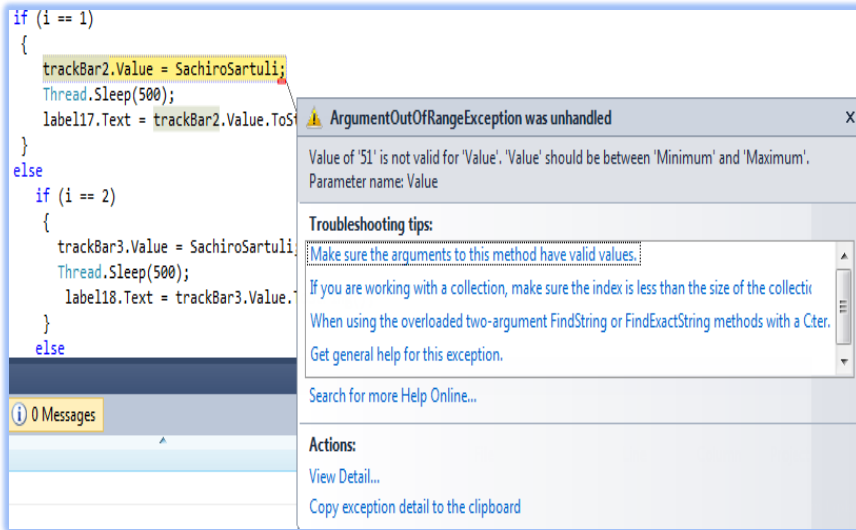 if (i == 1)
{
trackBar2.Value = SachiroSartuli;
Thread.Sleep(500);
label17.Text = trackBar2.Value.ToSt
}
else
if (i == 2)
{
trackBar3.Value = SachiroSartuli;
Thread.Sleep(500);
label18.Text = trackBar3.Value.T
}
else
0 Messages
ArgumentOutOfRangeException was unhandled
X
Value of '51' is not valid for 'Value'. 'Value' should be between 'Minimum' and 'Maximum'.
Parameter name: Value
Troubleshooting tips:
Make sure the arguments to this method have valid values.
If you are working with a collection, make sure the index is less than the size of the collectic
When using the overloaded two-argument FindString or FindExactString methods with a Citer.
Get general help for this exception.
Search for more Help Online...
Actions:
View Detail...
Copy exception detail to the clipboard